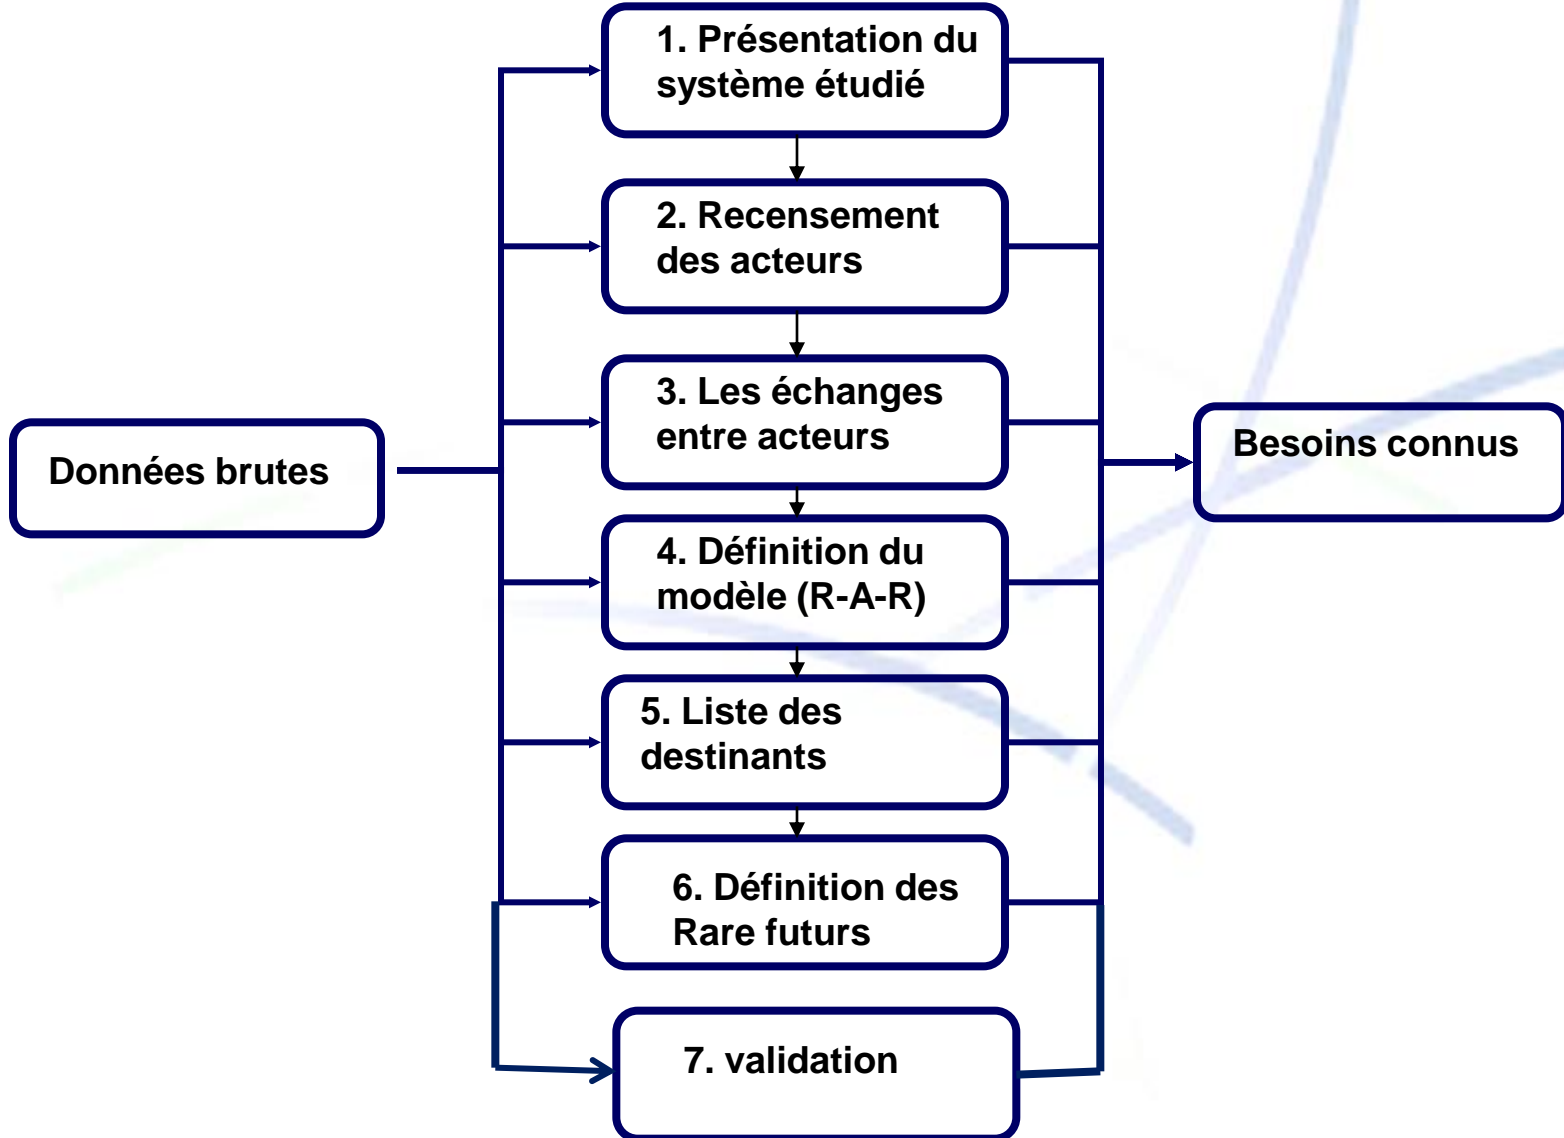 1. Présentation du
système étudié
2. Recensement
des acteurs
3. Les échanges
entre acteurs
Données brutes
Besoins connus
4. Définition du
modèle (R-A-R)
5. Liste des
destinants
6. Définition des
Rare futurs
7. validation